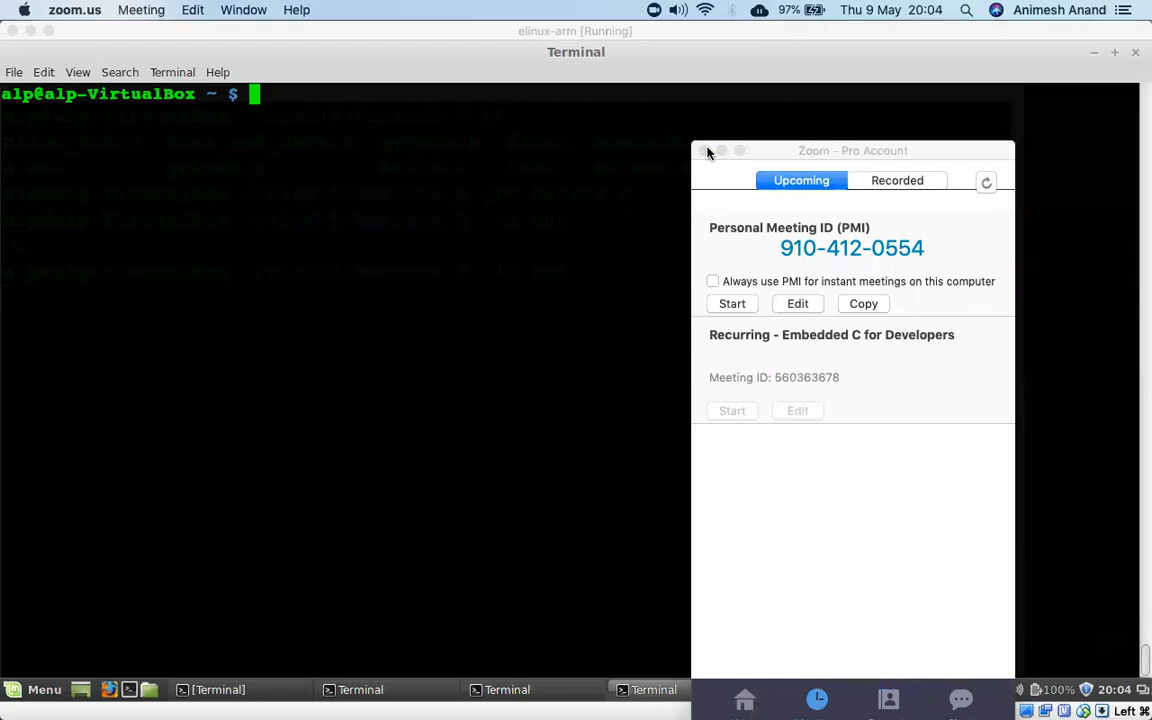 zoom.us Meeting Edit Window Help 97% Thu 9 May 20:04 Animesh Anand
elinux-arm [Running]
Terminal
File Edit View Search Terminal Help
alp@alp-VirtualBox ~ $
Zoom - Pro Account
Upcoming Recorded
Personal Meeting ID (PMI)
910-412-0554
Always use PMI for instant meetings on this computer
Start Edit Copy
Recurring - Embedded C for Developers
Meeting ID: 560363678
Start Edit
Menu [Terminal] Terminal Terminal Terminal 100% 20:04
Left ⌘